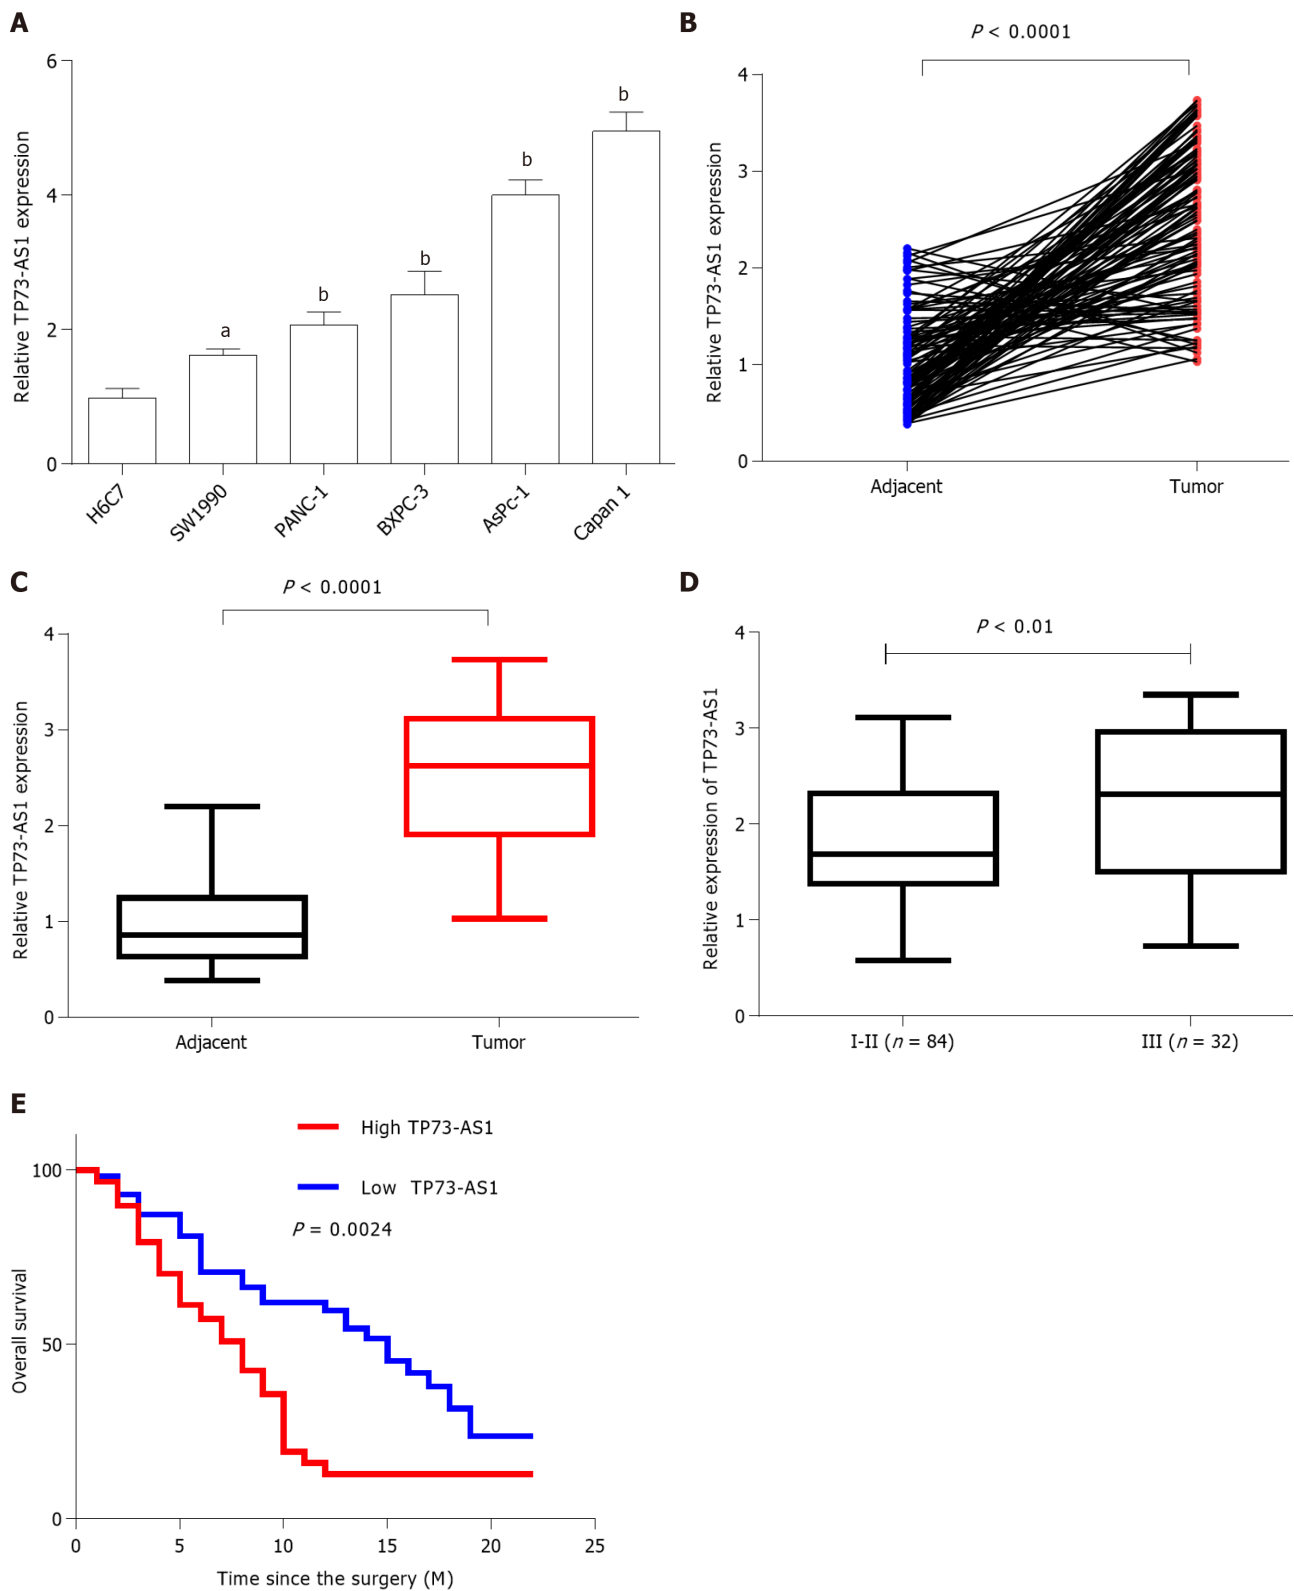 A
Relative TP73-AS1 expression
6
4
2
0
b
b
b
b
a
H6C7
SW1990
PANC-1
BXPC-3
AsPc-1
Capan 1
B
P < 0.0001
Relative TP73-AS1 expression
4
3
2
1
0
Adjacent
Tumor
C
P < 0.0001
Relative TP73-AS1 expression
4
3
2
1
0
Adjacent
Tumor
D
P < 0.01
Relative expression of TP73-AS1
4
3
2
1
0
I-II (n = 84)
III (n = 32)
E
High TP73-AS1
Low TP73-AS1
P = 0.0024
Overall survival
100
50
0
0
5
10
15
20
25
Time since the surgery (M)